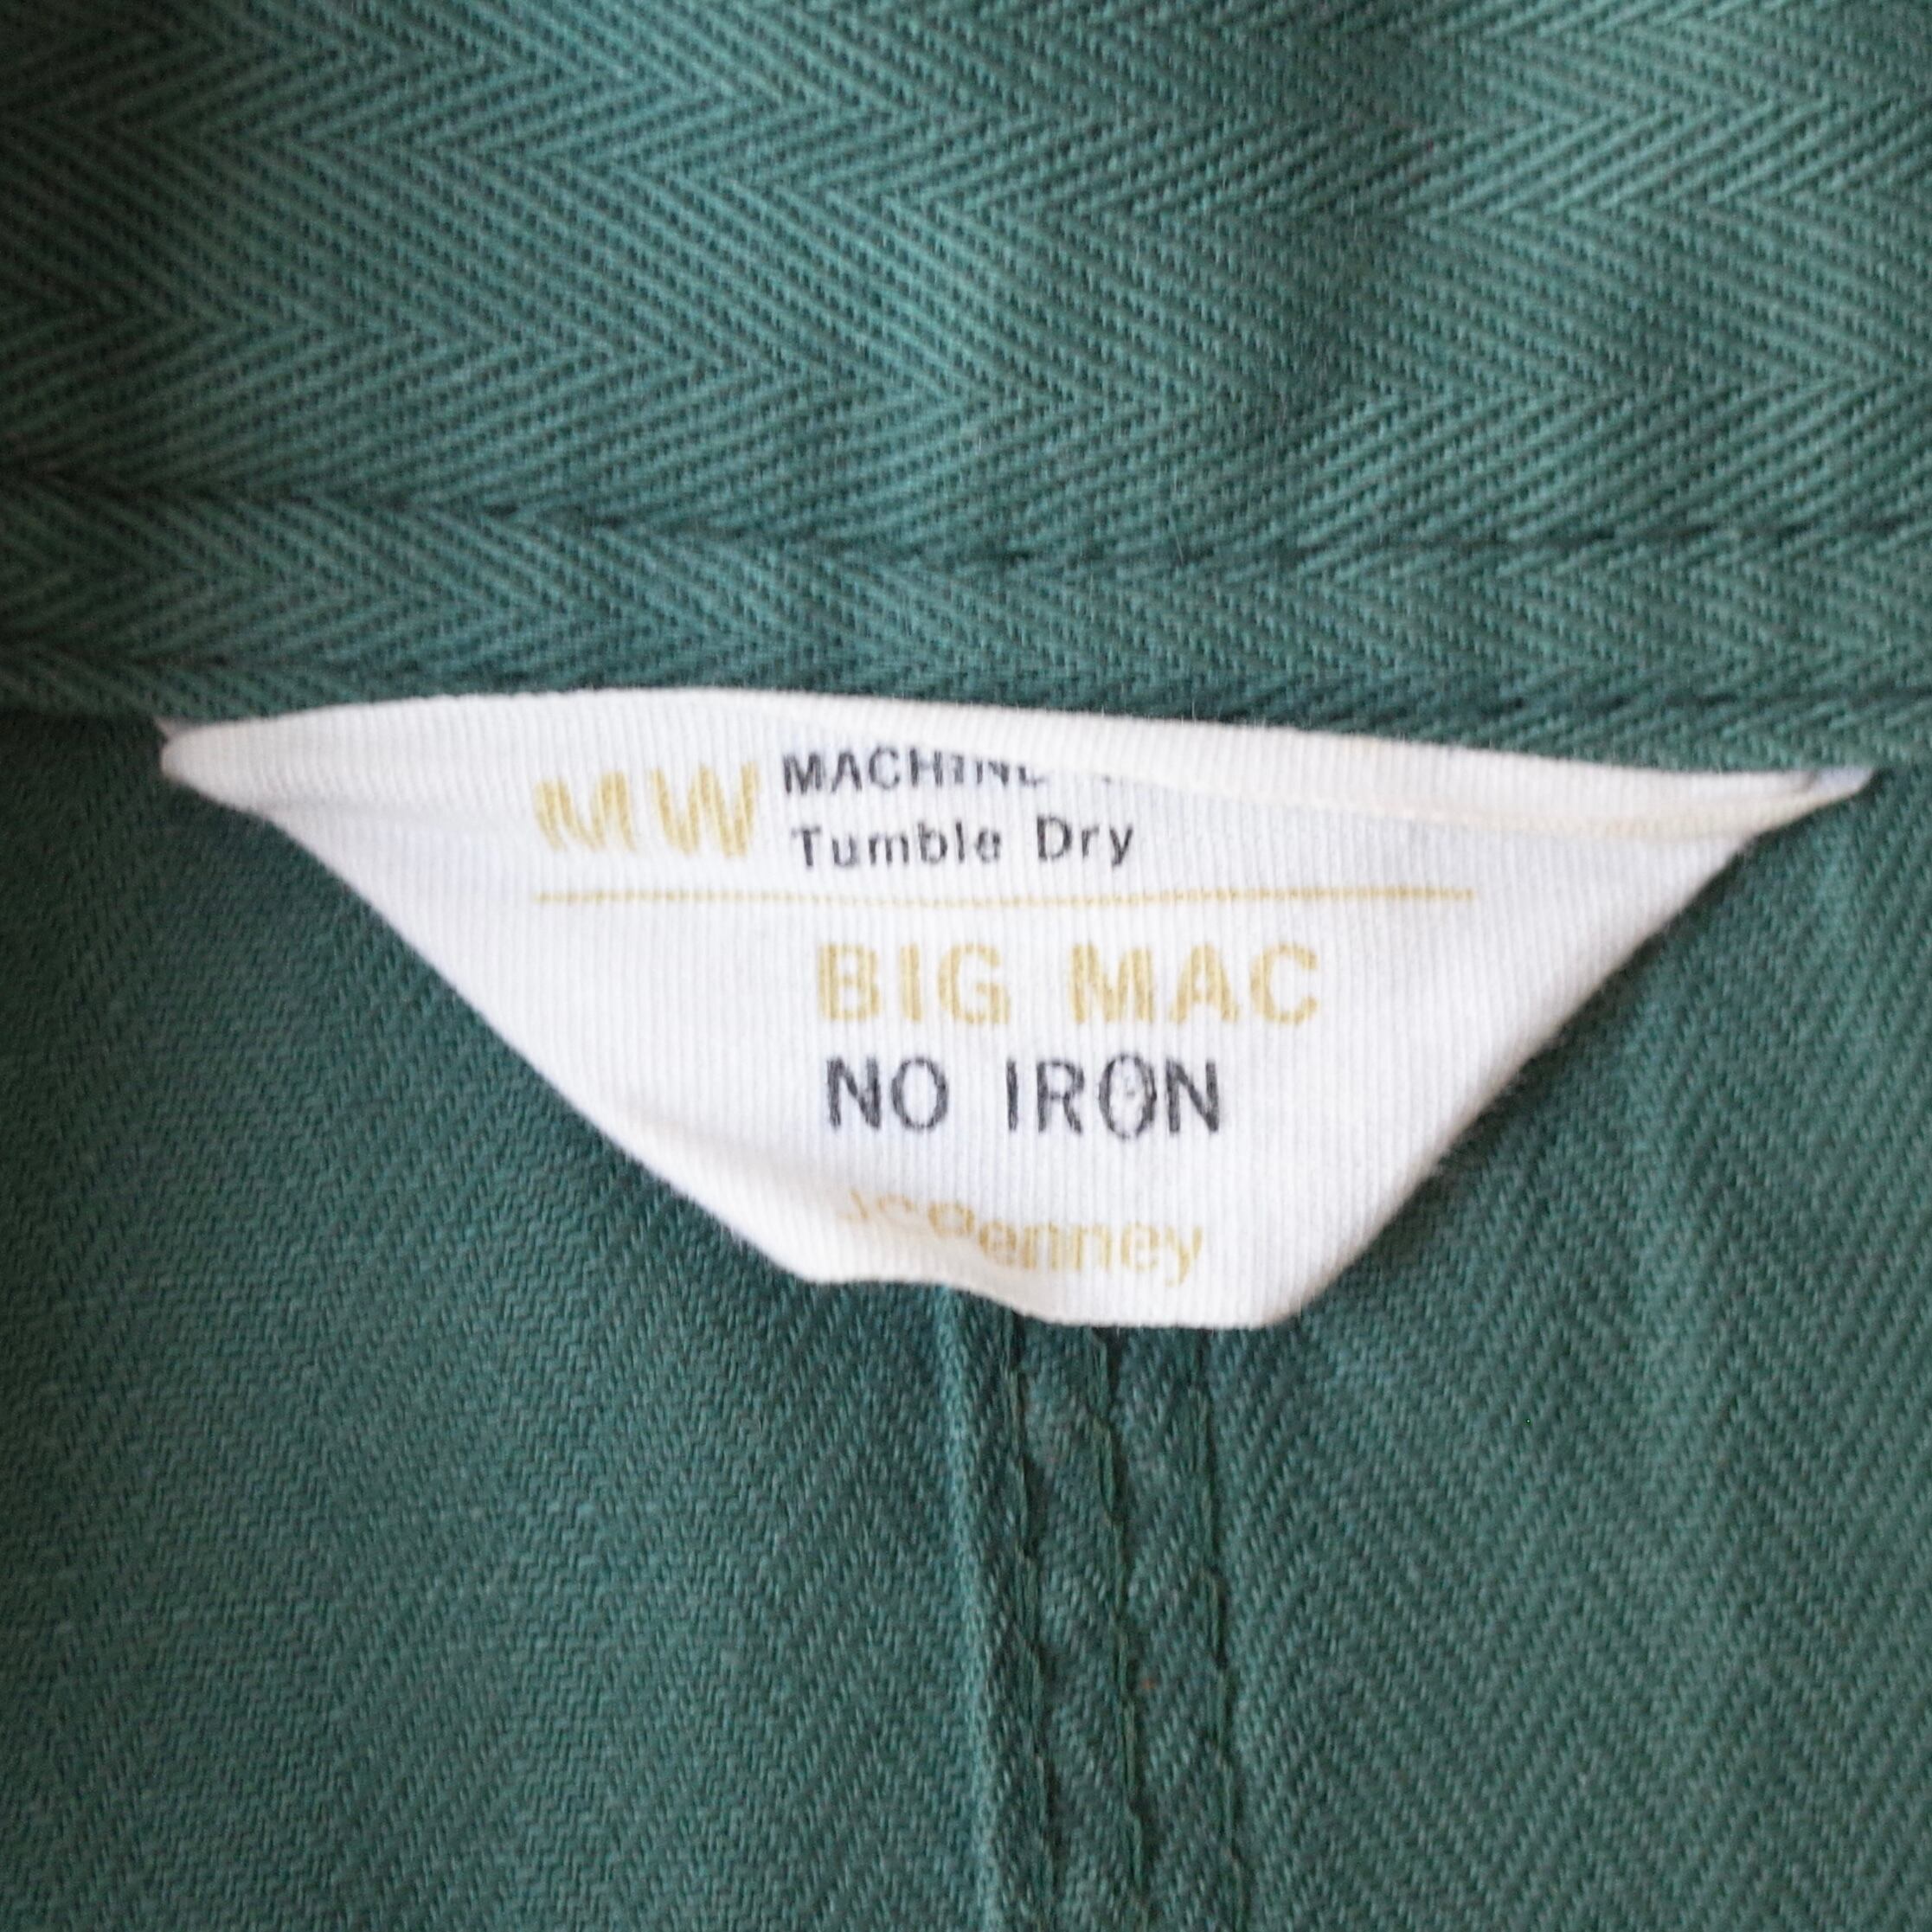 MW MACHINE
Tumble Dry
BIG MAC
NO IRON
JCPenney